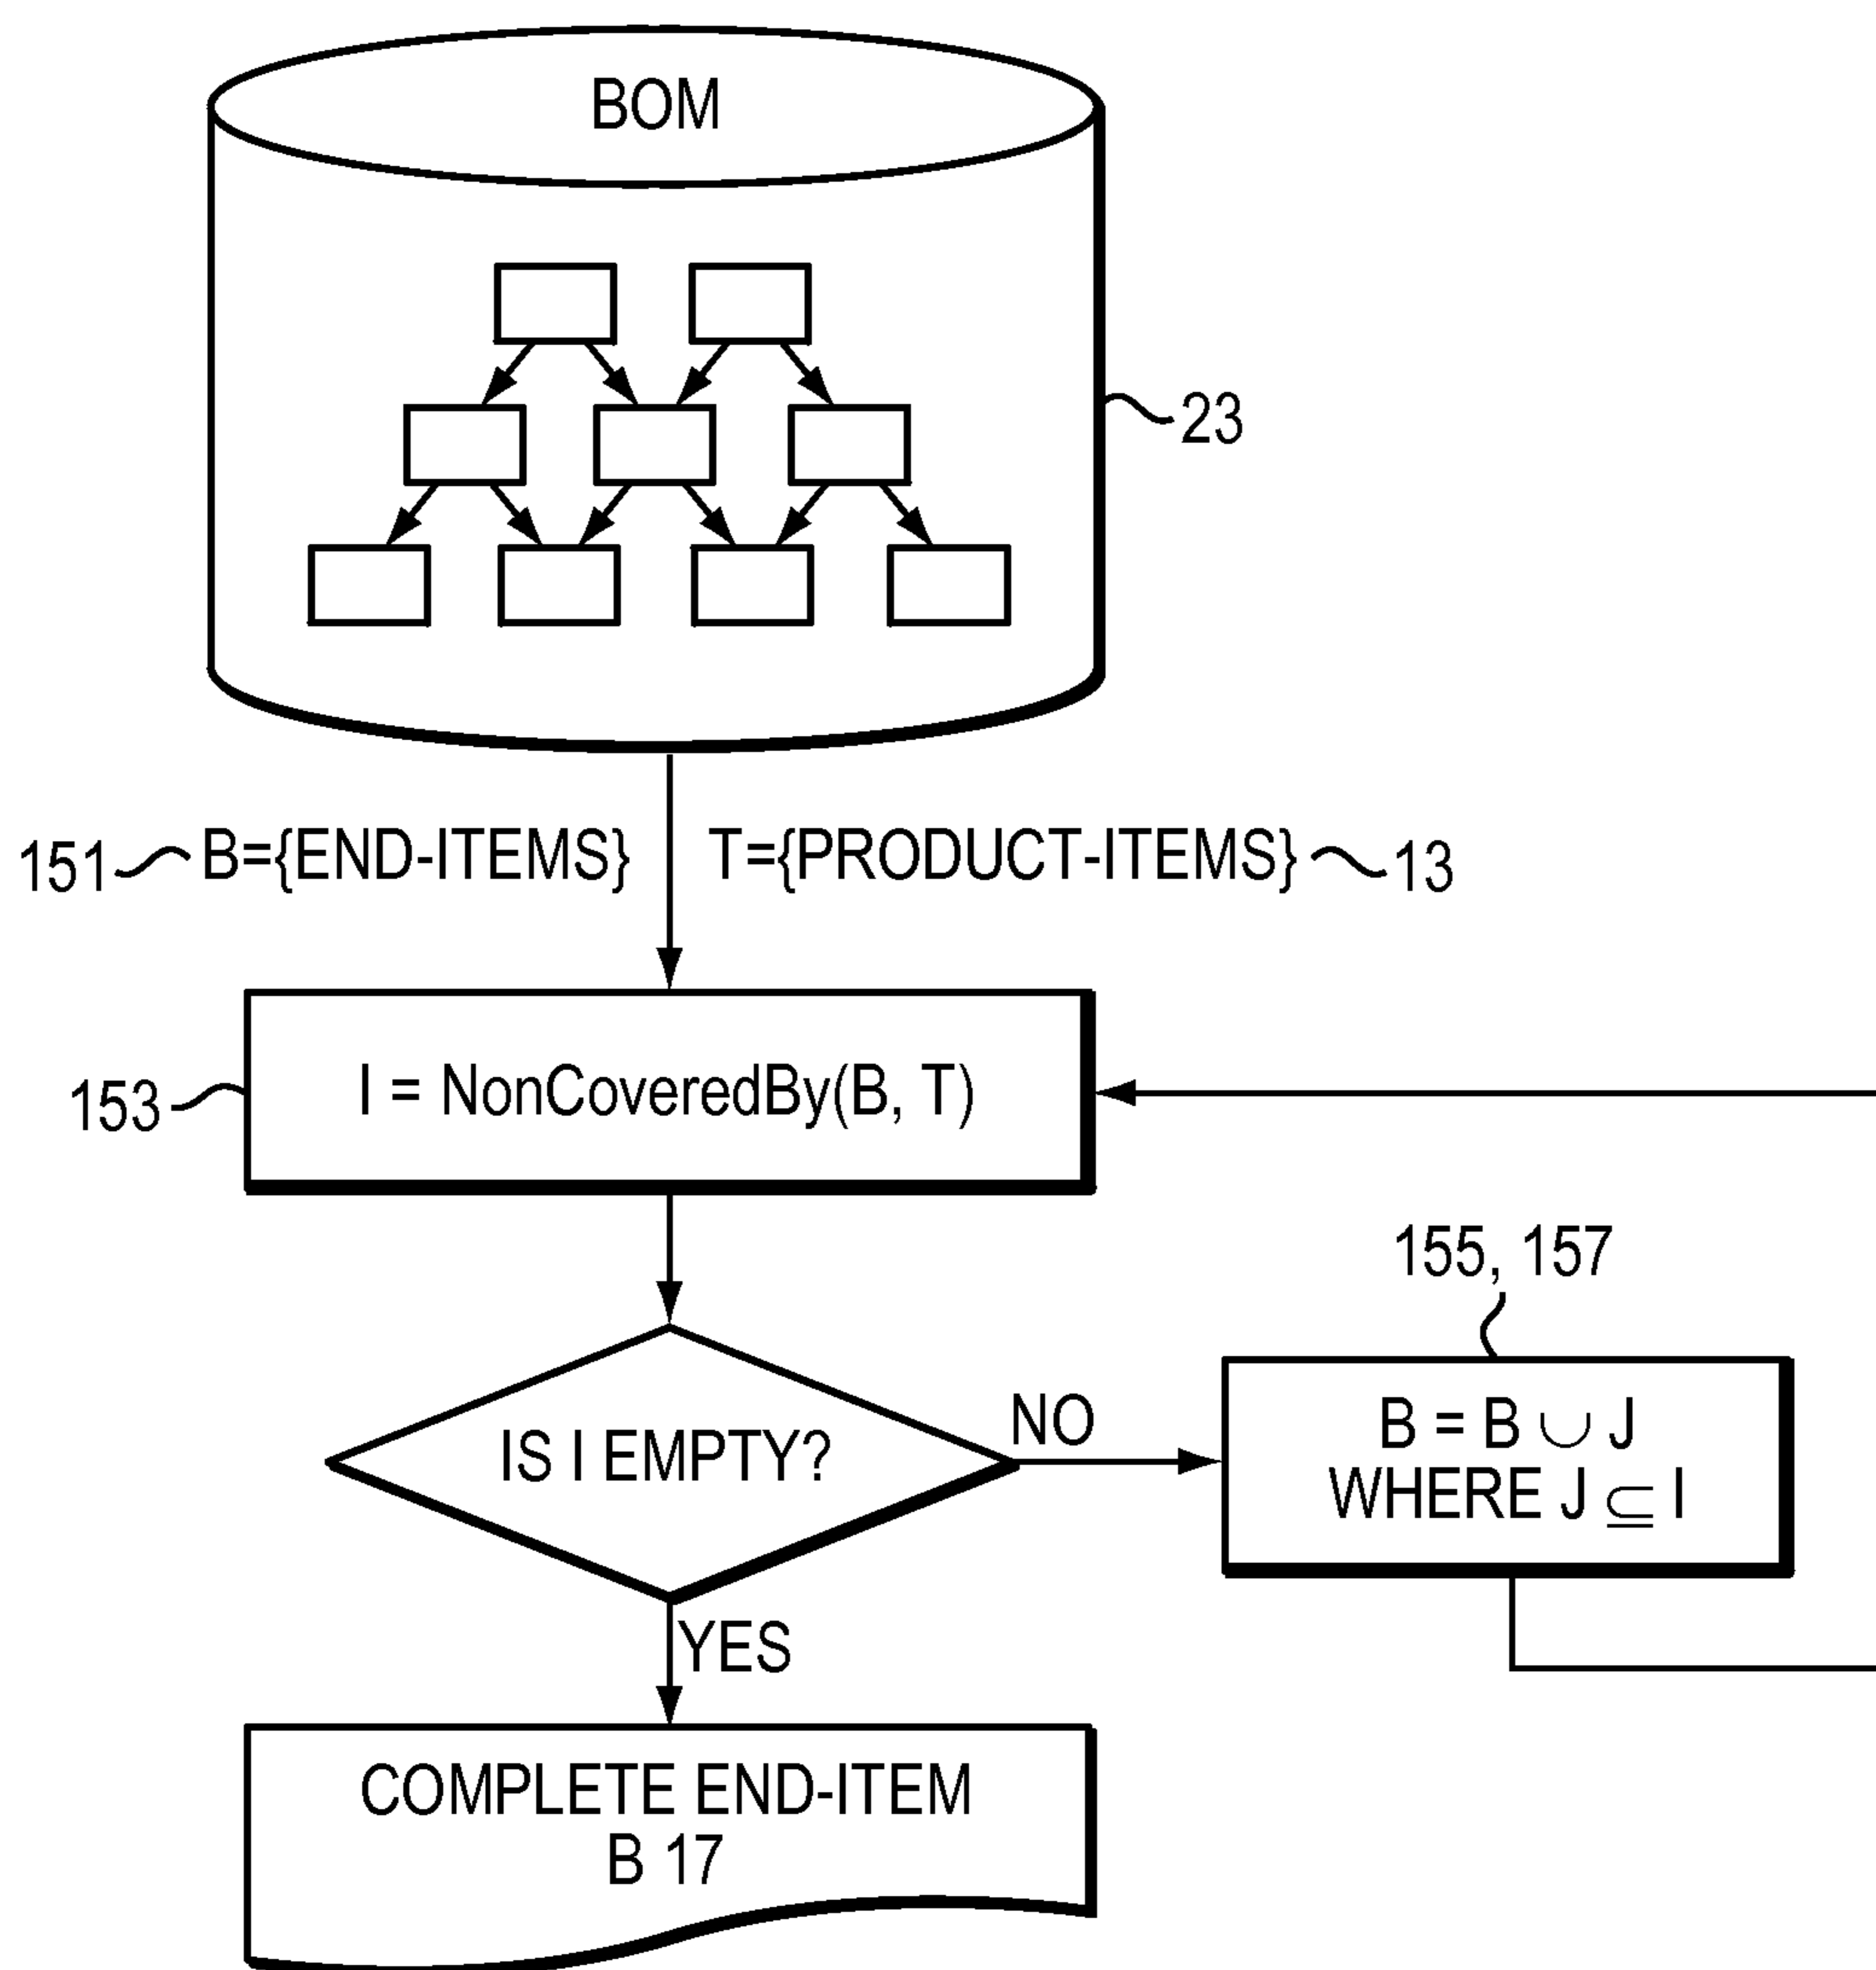 BOM
23
151 B={END-ITEMS} T={PRODUCT-ITEMS} 13
153 I = NonCoveredBy(B, T)
155, 157
IS I EMPTY?
NO
B = B ∪ J
WHERE J ⊆ I
YES
COMPLETE END-ITEM
B 17